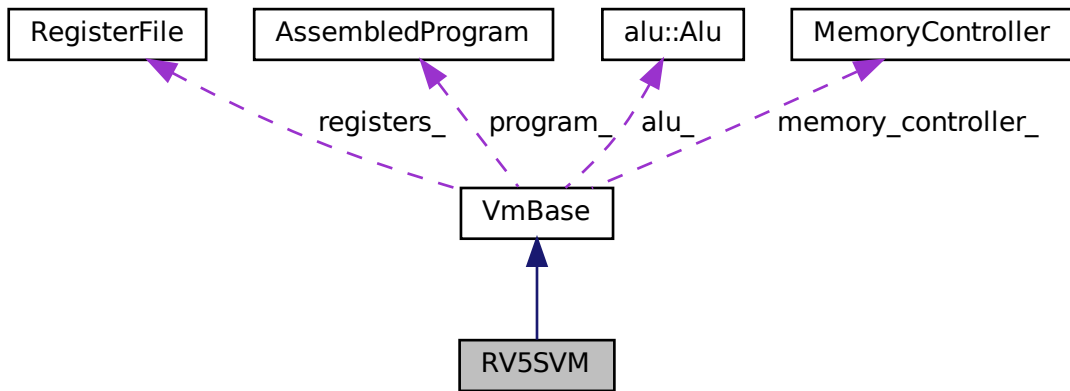 RegisterFile
AssembledProgram
alu::Alu
MemoryController
registers_
program_
alu_
memory_controller_
VmBase
RV5SVM